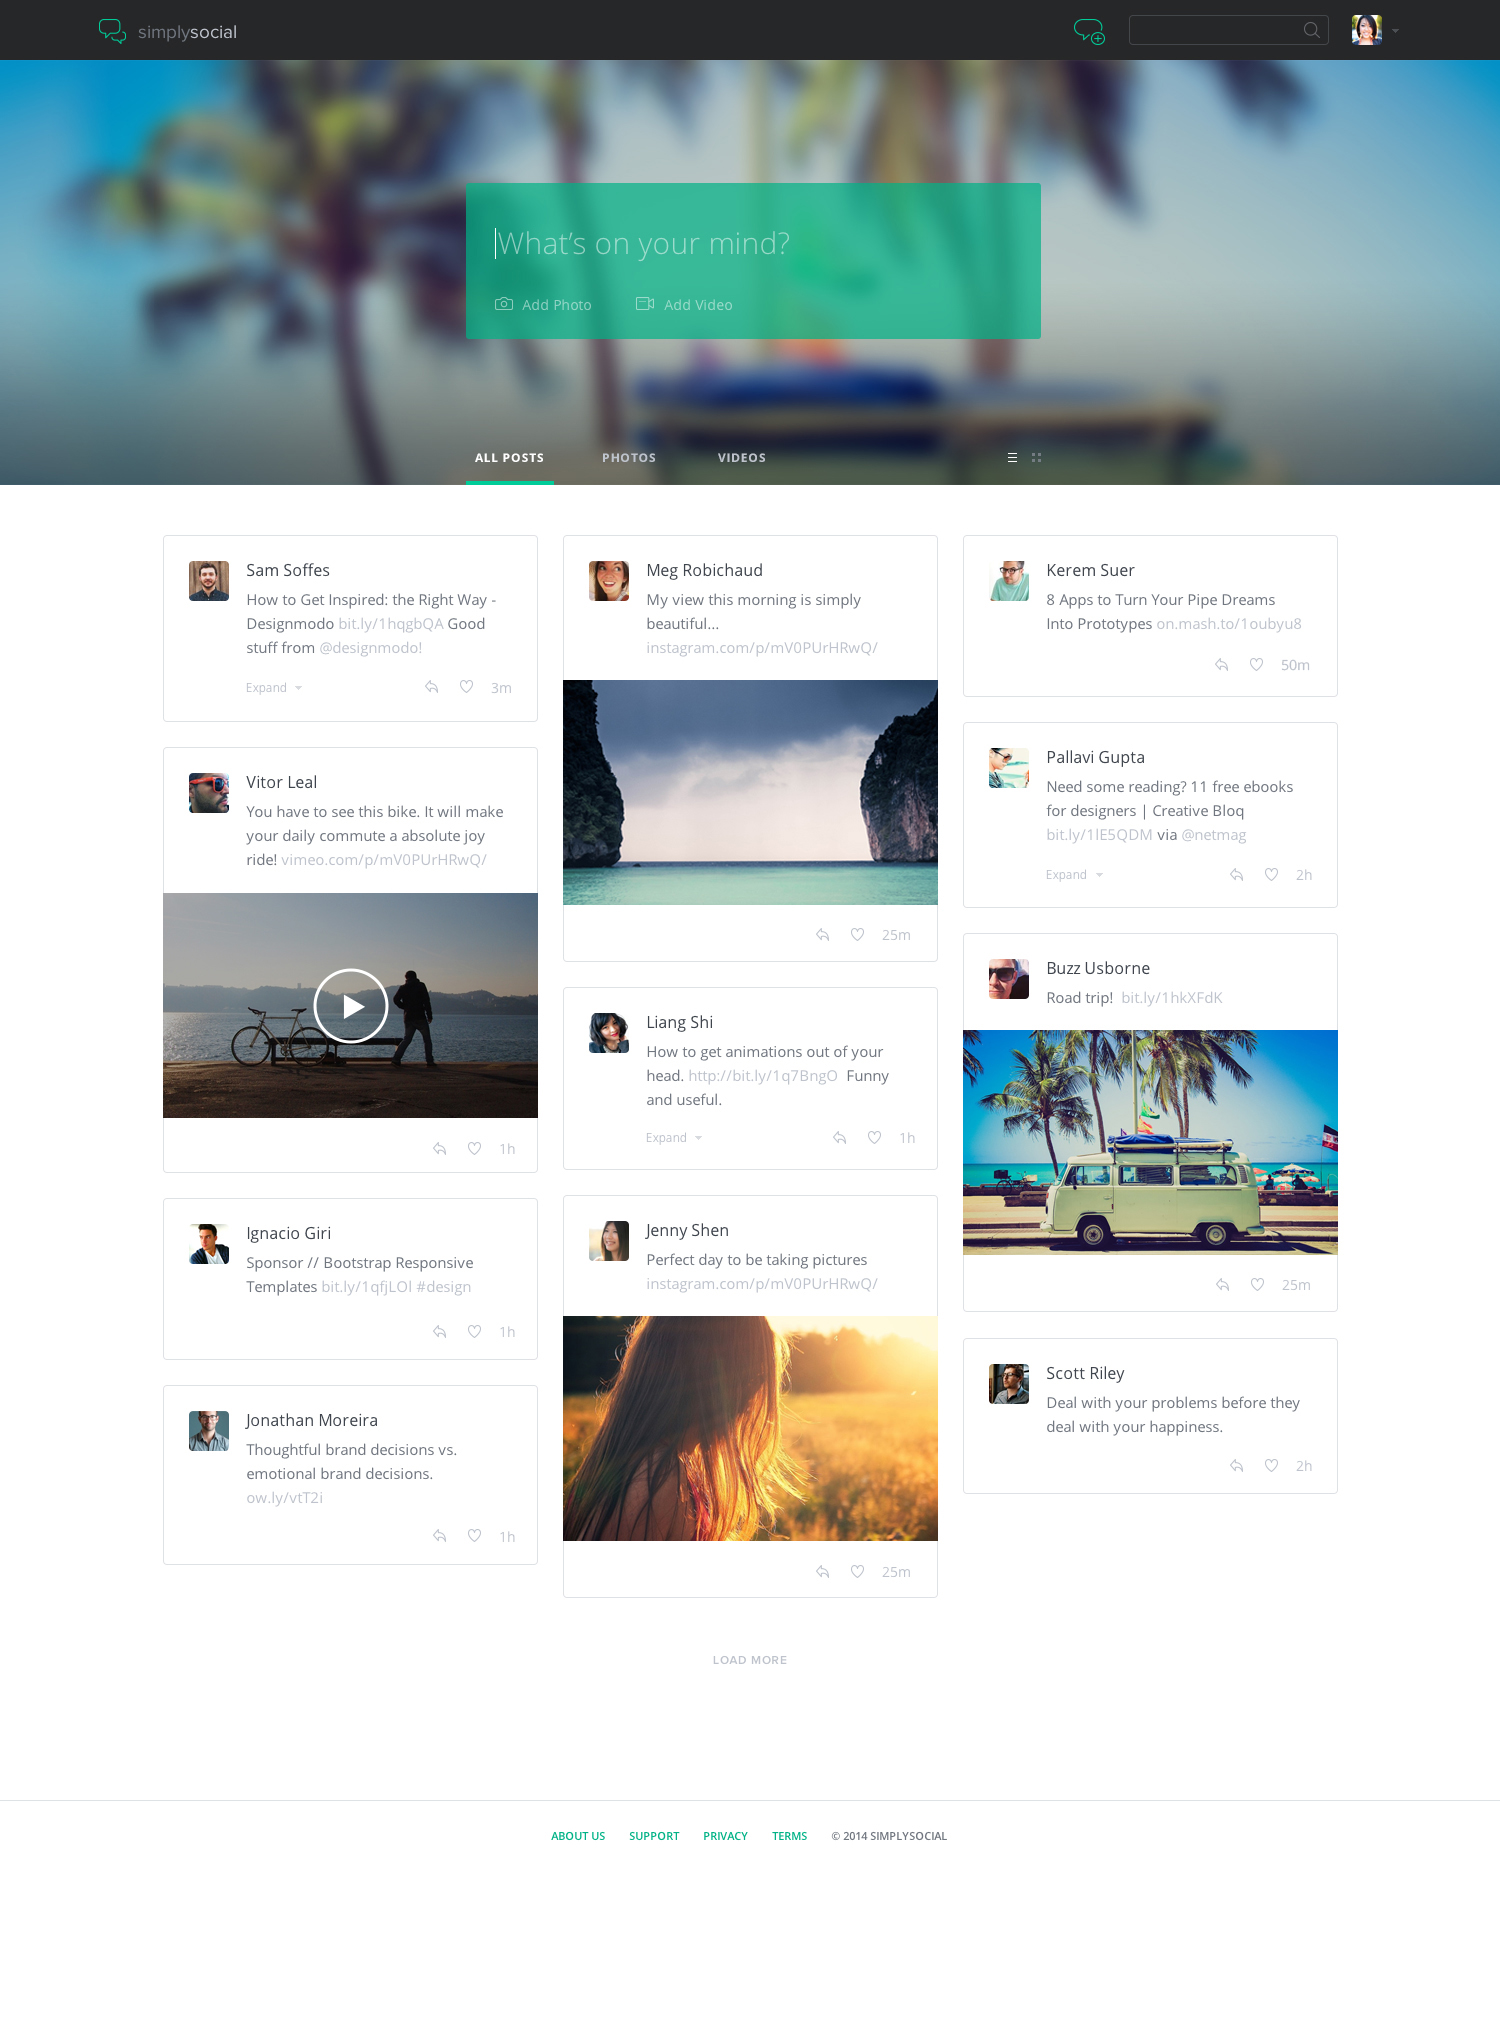 simplysocial
What's on your mind?
Add Photo
Add Video
ALL POSTS
PHOTOS
VIDEOS
Sam Soffes
How to Get Inspired: the Right Way -
Designmodo bit.ly/1hqgbQA Good
stuff from @designmodo!
Expand
3m
Vitor Leal
You have to see this bike. It will make
your daily commute a absolute joy
ride! vimeo.com/p/mV0PUrHRwQ/
1h
Ignacio Giri
Sponsor // Bootstrap Responsive
Templates bit.ly/1qfjLOl #design
1h
Jonathan Moreira
Thoughtful brand decisions vs.
emotional brand decisions.
ow.ly/vtT2i
1h
Meg Robichaud
My view this morning is simply
beautiful...
instagram.com/p/mV0PUrHRwQ/
25m
Liang Shi
How to get animations out of your
head. http://bit.ly/1q7BngO Funny
and useful.
Expand
1h
Jenny Shen
Perfect day to be taking pictures
instagram.com/p/mV0PUrHRwQ/
25m
Kerem Suer
8 Apps to Turn Your Pipe Dreams
Into Prototypes on.mash.to/1oubyu8
50m
Pallavi Gupta
Need some reading? 11 free ebooks
for designers | Creative Bloq
bit.ly/1lE5QDM via @netmag
Expand
2h
Buzz Usborne
Road trip! bit.ly/1hkXFdK
25m
Scott Riley
Deal with your problems before they
deal with your happiness.
2h
LOAD MORE
ABOUT US
SUPPORT
PRIVACY
TERMS
© 2014 SIMPLYSOCIAL